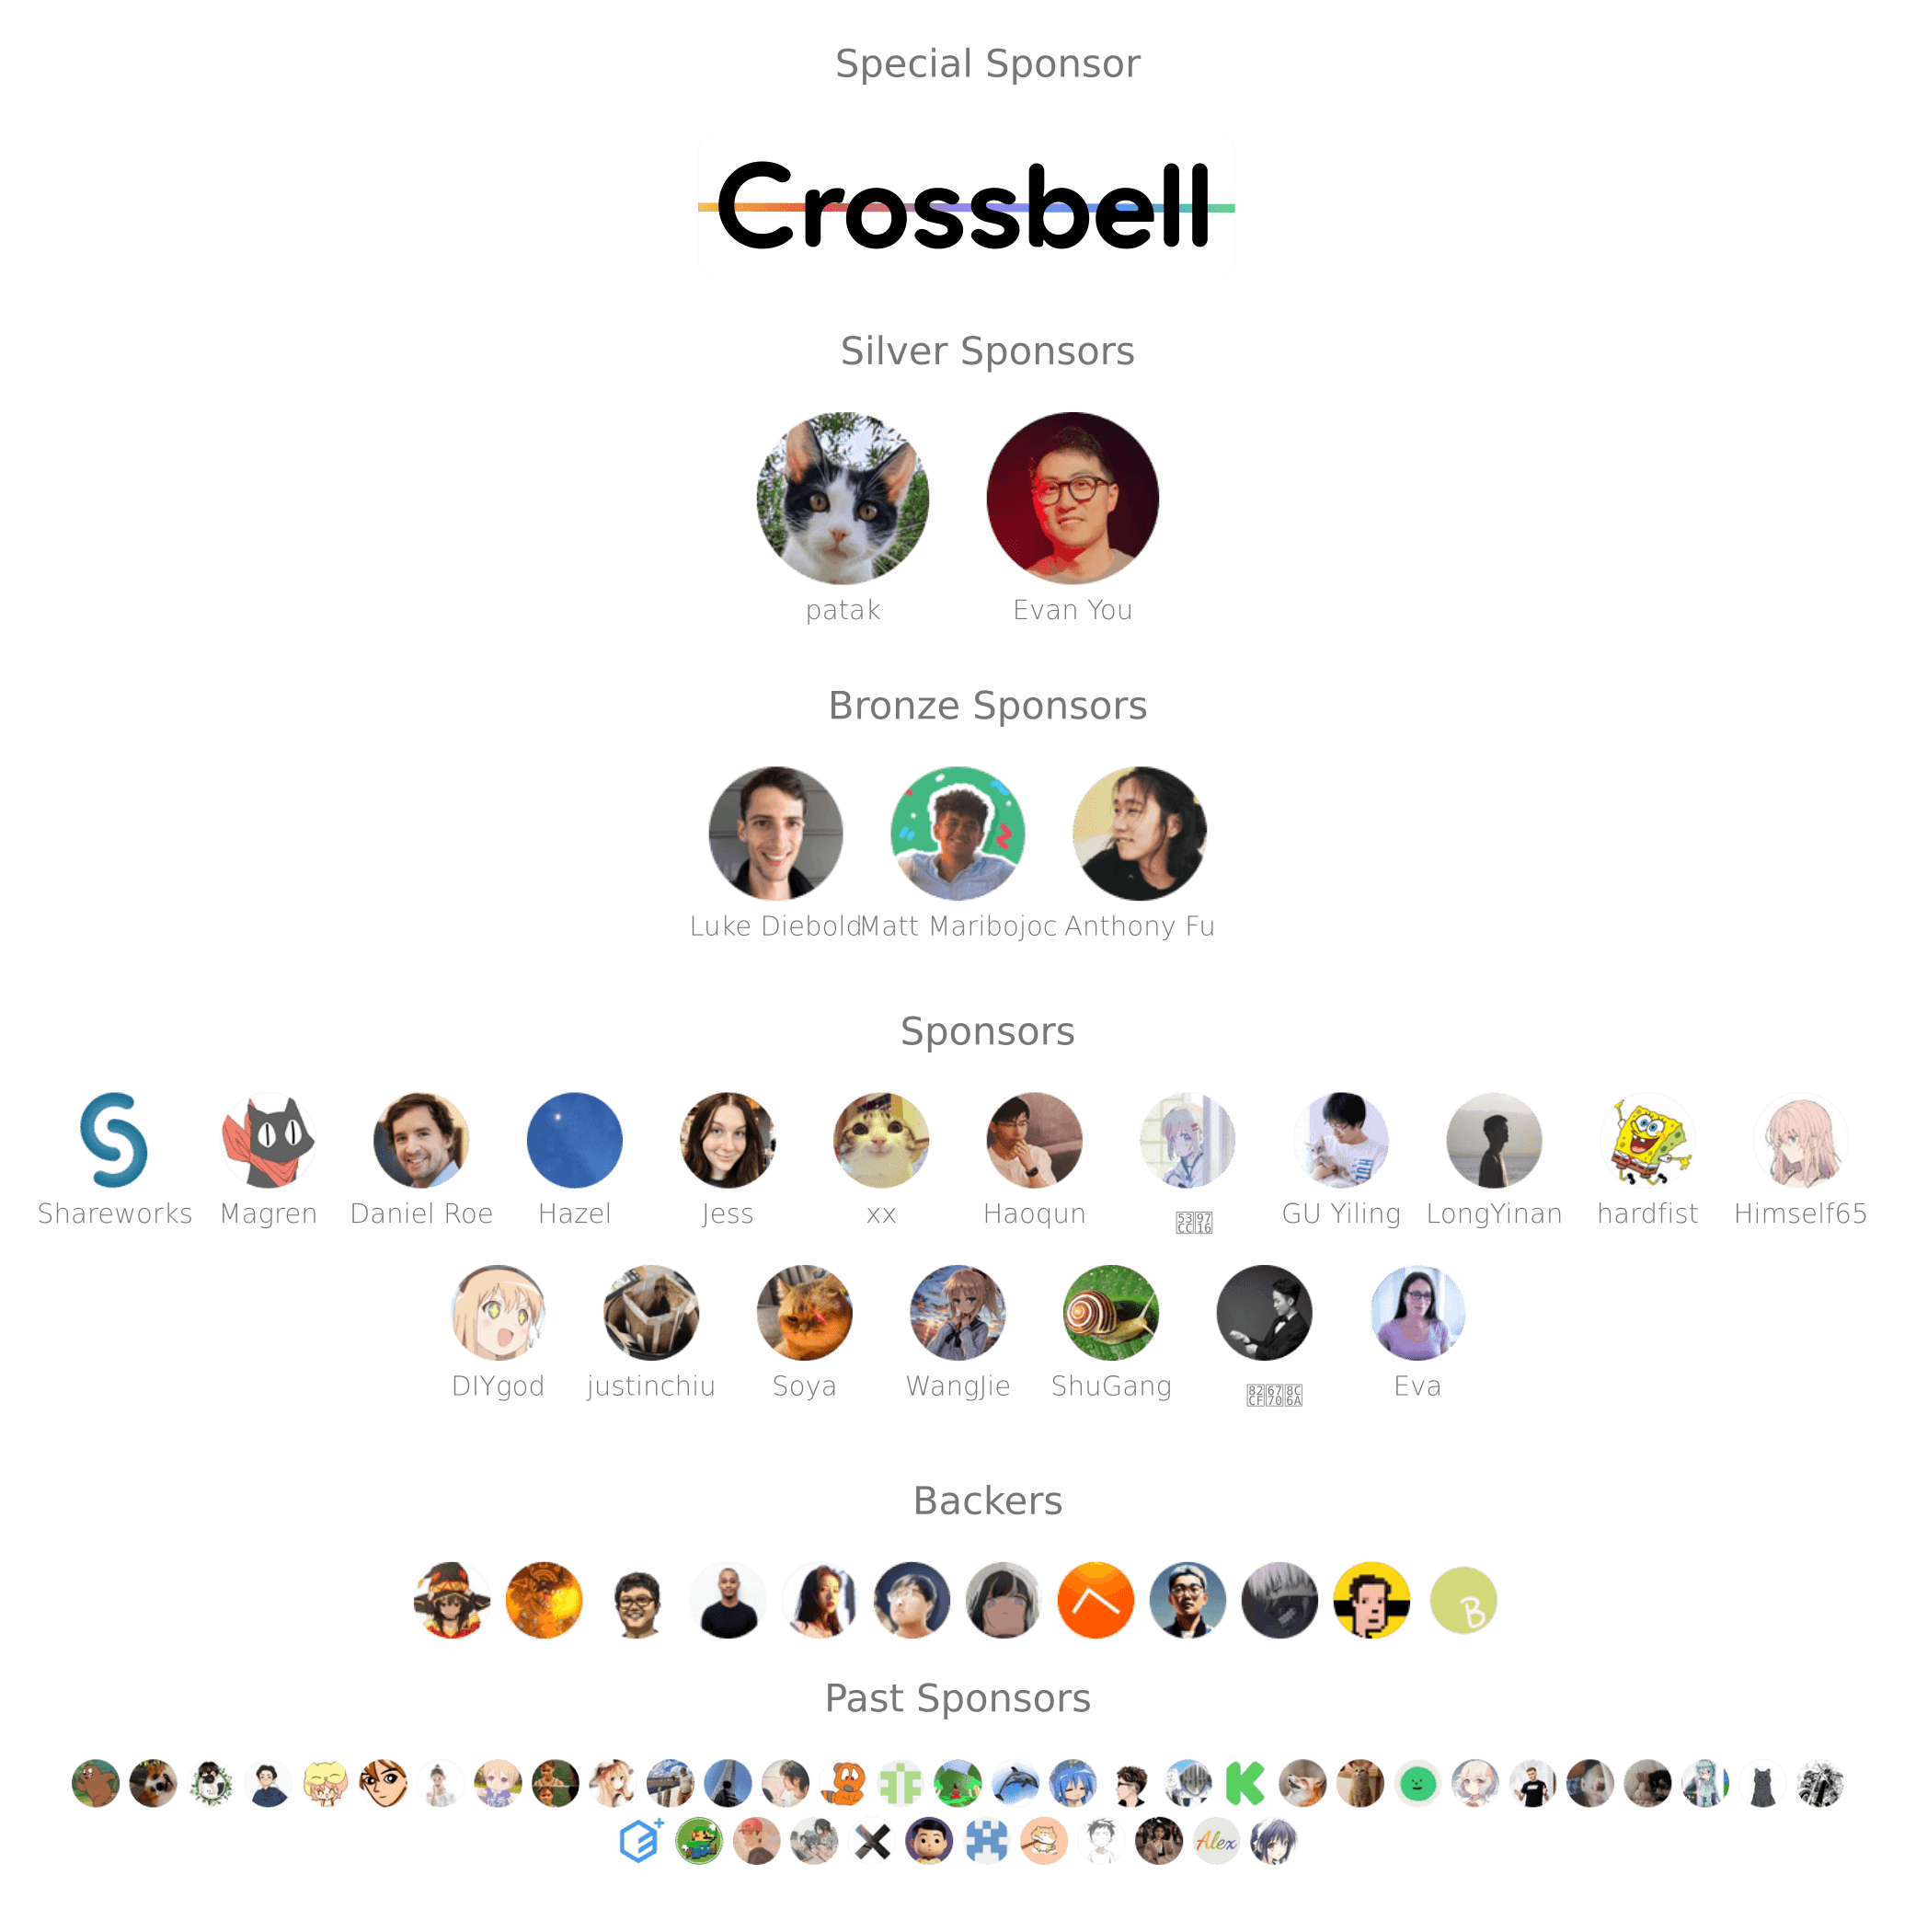 Special Sponsor
Crossbell
Silver Sponsors
patak Evan You
Bronze Sponsors
Luke Diebold Matt Maribojoc Anthony Fu
Sponsors
Shareworks Magren Daniel Roe Hazel Jess xx Haoqun GU Yiling LongYinan hardfist Himself65
DIYgod justinchiu Soya WangJie ShuGang Eva
Backers
B
Past Sponsors
K
Alex